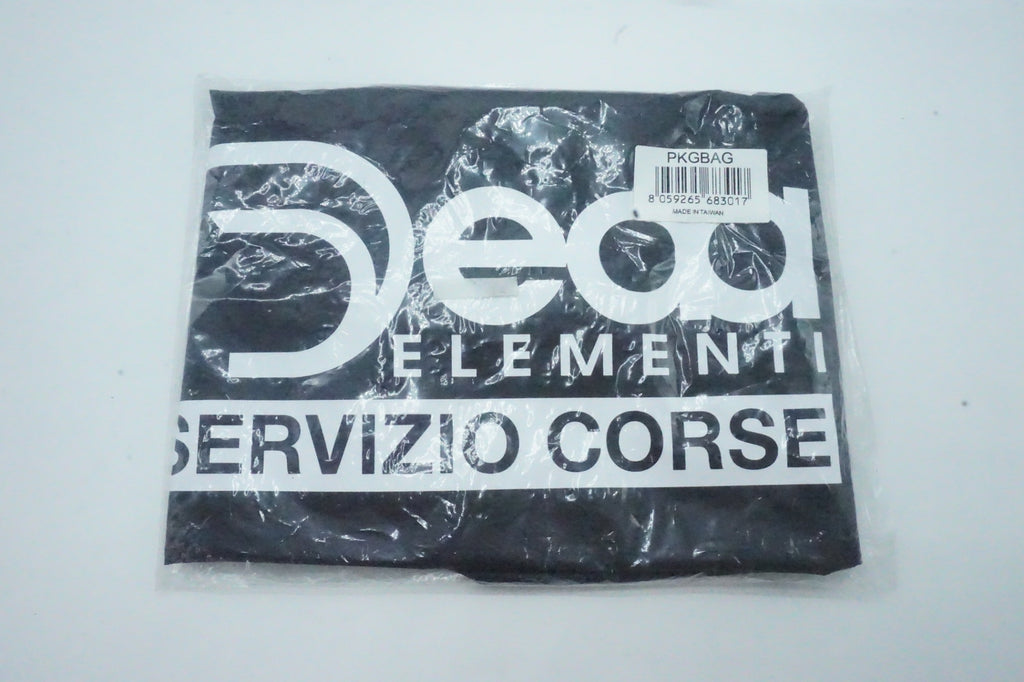 PKGBAG
8 059265 683017
MADE IN TAIWAN
Deda
ELEMENTI
SERVIZIO CORSE